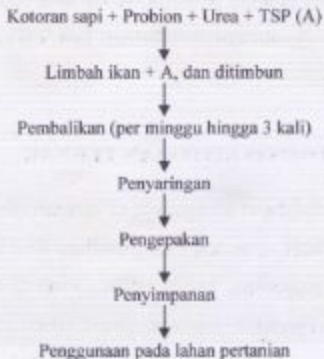 Kotoran sapi + Probion + Urea + TSP (A)
Limbah ikan + A, dan ditimbun
Pembalikan (per minggu hingga 3 kali)
Penyaringan
Pengepakan
Penyimpanan
Penggunaan pada lahan pertanian